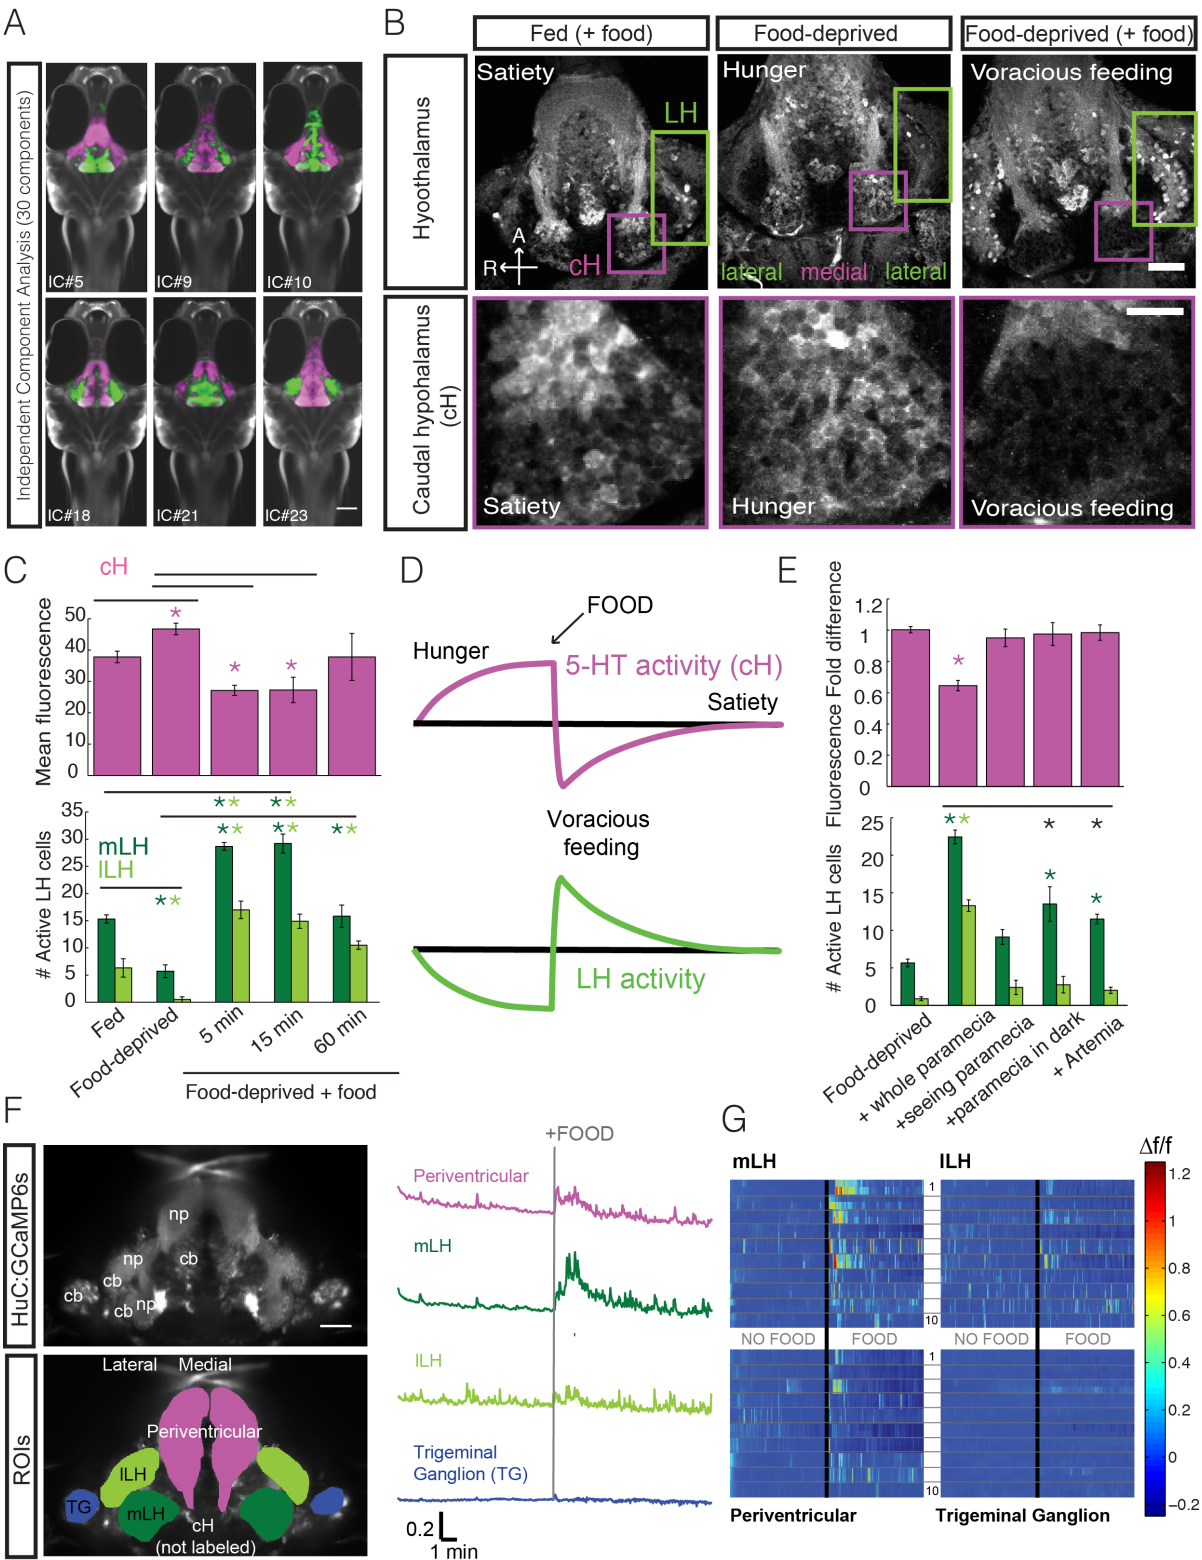 A
Independent Component Analysis (30 components)
IC#5
IC#9
IC#10
IC#18
IC#21
IC#23
B
Fed (+ food)
Food-deprived
Food-deprived (+ food)
Hyoothalamus
Satiety
LH
A
R
cH
Hunger
lateral medial lateral
Voracious feeding
Caudal hypohalamus
(cH)
Satiety
Hunger
Voracious feeding
C
cH
Mean fluorescence
50
40
30
20
10
0
* * *
** **
** ** **
**
mLH
lLH
# Active LH cells
35
30
25
20
15
10
5
0
Fed
Food-deprived
5 min
15 min
60 min
Food-deprived + food
D
FOOD
Hunger
5-HT activity (cH)
Satiety
Voracious
feeding
LH activity
E
Fluorescence Fold difference
1.2
1
0.8
0.6
0.4
0.2
0
*
** * *
* *
# Active LH cells
25
20
15
10
5
0
Food-deprived
+ whole paramecia
+seeing paramecia
+paramecia in dark
+ Artemia
F
HuC:GCaMP6s
np
np
cb
cb
cb
cb
np
ROIs
Lateral Medial
Periventricular
lLH
TG
mLH
cH
(not labeled)
+FOOD
Periventricular
mLH
lLH
Trigeminal
Ganglion (TG)
0.2
1 min
G
mLH
lLH
Δf/f
1
10
NO FOOD FOOD
NO FOOD FOOD
1
10
Periventricular
Trigeminal Ganglion
1.2
1
0.8
0.6
0.4
0.2
0
−0.2